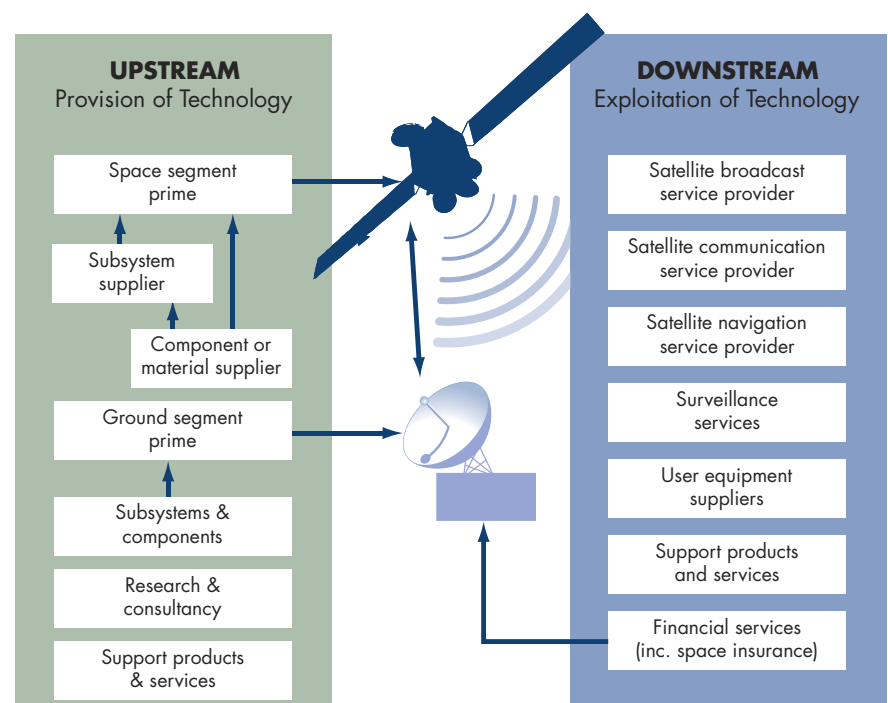 UPSTREAM
Provision of Technology
Space segment
prime
Subsystem
supplier
Component or
material supplier
Ground segment
prime
Subsystems &
components
Research &
consultancy
Support products
& services
DOWNSTREAM
Exploitation of Technology
Satellite broadcast
service provider
Satellite communication
service provider
Satellite navigation
service provider
Surveillance
services
User equipment
suppliers
Support products
and services
Financial services
(inc. space insurance)